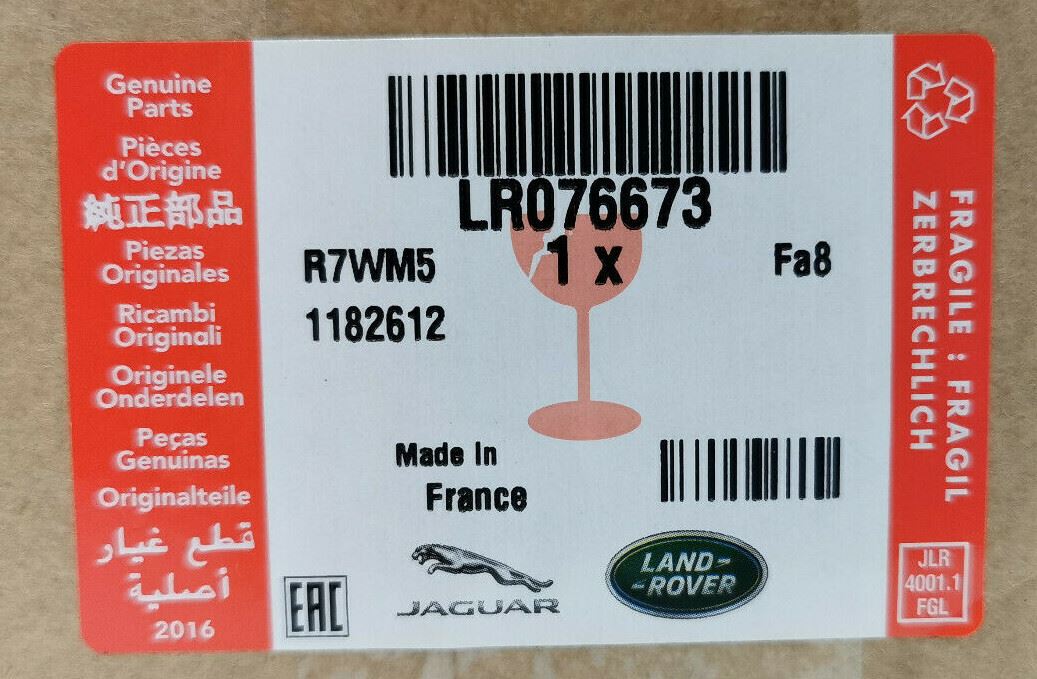 Genuine
Parts
Pièces
d'Origine
純正部品
Piezas
Originales
Ricambi
Originali
Originele
Onderdelen
Peças
Genuinas
Originalteile
قطع غيار
أصلية
2016
LR076673
1 x
R7WM5
Fa8
1182612
Made In
France
EAC
JAGUAR
LAND-
-ROVER
FRAGILE : FRAGIL
ZERBRECHLICH
JLR
4001.1
FGL